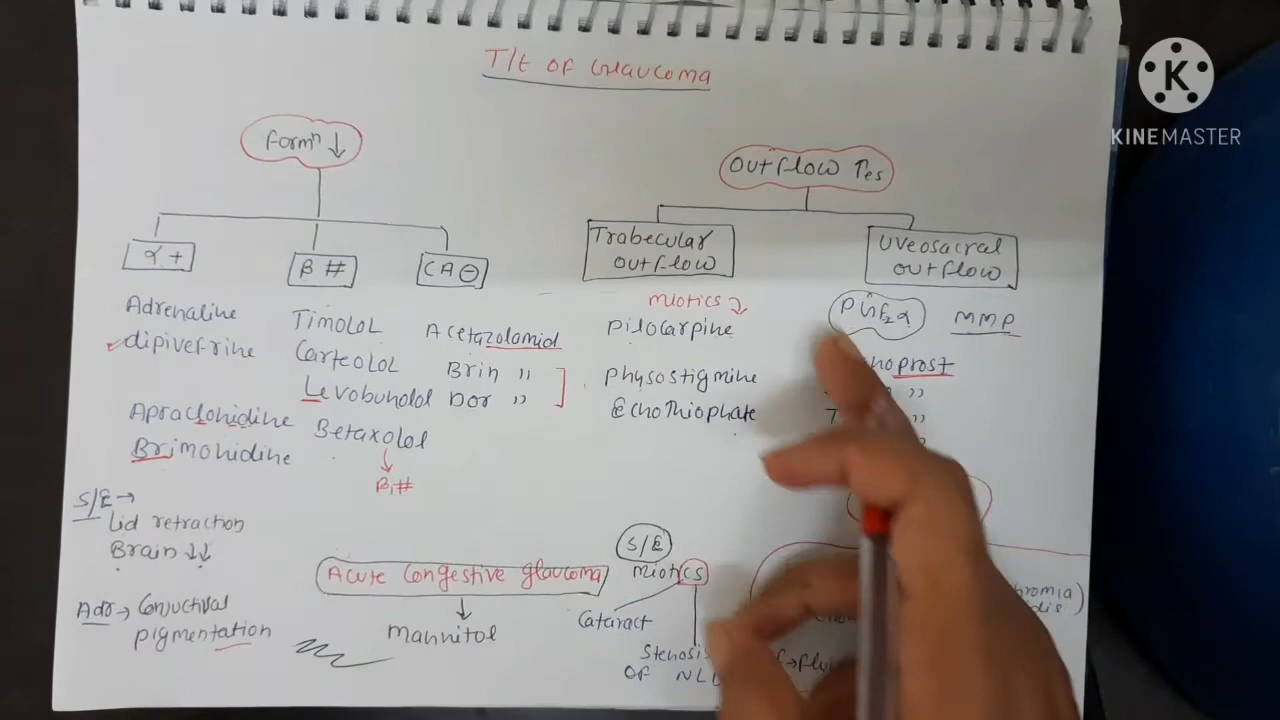 T/t OF GLAUCOMA
Formⁿ ↓
α +
β #
CA ⊖
Adrenaline
dipivefrine
Apraclonidine
Brimonidine
S/E →
Lid retraction
Brain ↓↓
Adr → Conjuctival
pigmentation
Timolol
Carteolol
Levobunolol
Betaxolol
↓
β₁#
Acetazolamid
Brin "
Dor "
Acute Congestive glaucoma
↓
Mannitol
OutFlow ↑es
Trabecular
OutFlow
Miotics
Pilocarpine
Physostigmine
EchoThiophate
S/E
Miotics
Cataract
Stenosis
OF
Uveosacral
OutFlow
PGF₂α
MMP
prost
"
"
KINEMASTER